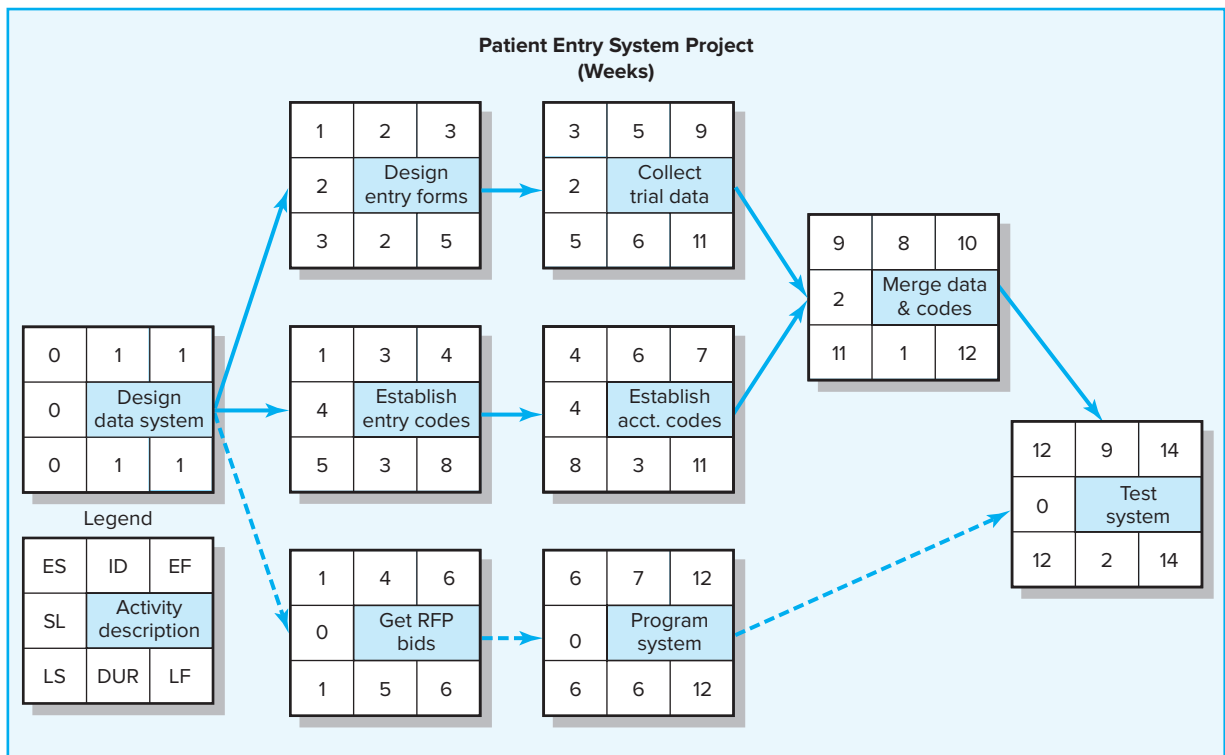 Patient Entry System Project
(Weeks)
1 2 3
2 Design
entry forms
3 2 5
3 5 9
2 Collect
trial data
5 6 11
9 8 10
2 Merge data
& codes
11 1 12
0 1 1
0 Design
data system
0 1 1
1 3 4
4 Establish
entry codes
5 3 8
4 6 7
4 Establish
acct. codes
8 3 11
12 9 14
0 Test
system
12 2 14
Legend
ES ID EF
SL Activity
description
LS DUR LF
1 4 6
0 Get RFP
bids
1 5 6
6 7 12
0 Program
system
6 6 12